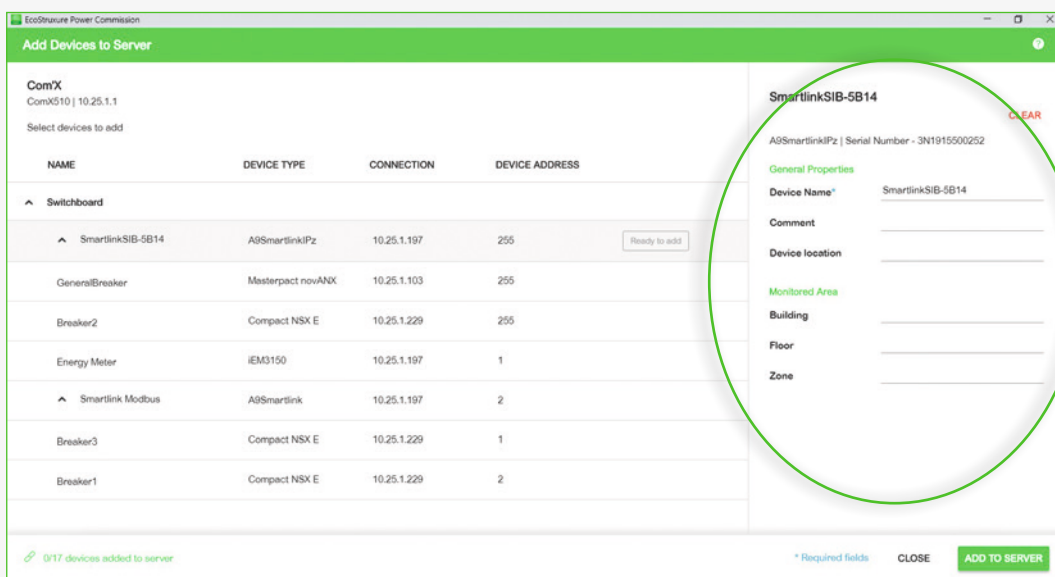 EcoStruxure Power Commission
Add Devices to Server
Com'X
ComX510 | 10.25.1.1
Select devices to add
NAME DEVICE TYPE CONNECTION DEVICE ADDRESS
Switchboard
SmartlinkSIB-5B14 A9SmartlinkIPz 10.25.1.197 255 Ready to add
GeneralBreaker Masterpact novANX 10.25.1.103 255
Breaker2 Compact NSX E 10.25.1.229 255
Energy Meter iEM3150 10.25.1.197 1
Smartlink Modbus A9Smartlink 10.25.1.197 2
Breaker3 Compact NSX E 10.25.1.229 1
Breaker1 Compact NSX E 10.25.1.229 2
SmartlinkSIB-5B14
CLEAR
A9SmartlinkIPz | Serial Number - 3N1915500252
General Properties
Device Name* SmartlinkSIB-5B14
Comment
Device location
Monitored Area
Building
Floor
Zone
0/17 devices added to server
* Required fields CLOSE ADD TO SERVER